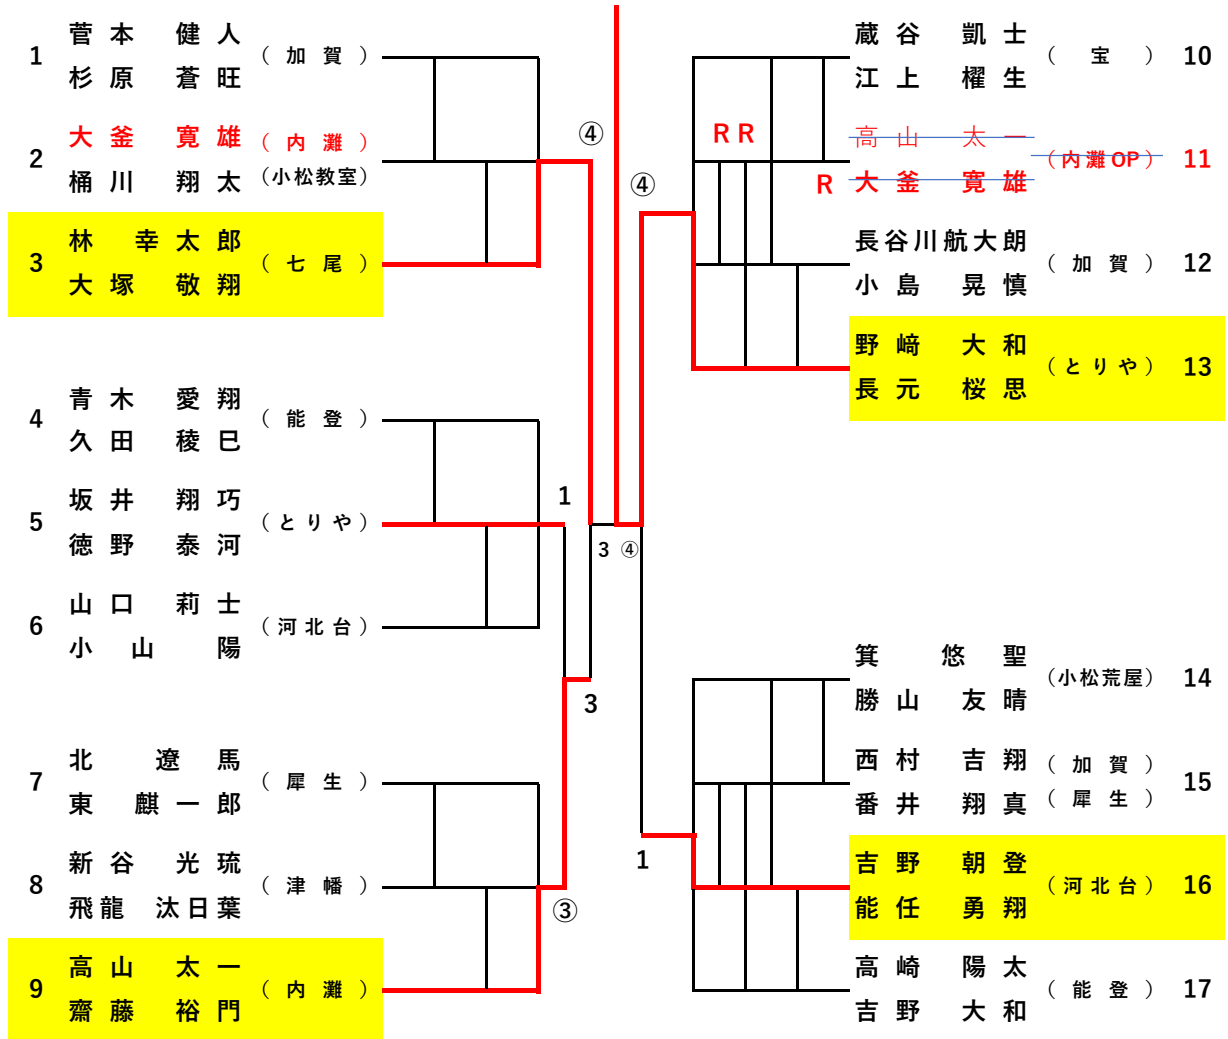 1 菅本 健人 (加賀)
杉原 蒼旺
2 大釜 寛雄 (内灘)
桶川 翔太 (小松教室)
3 林 幸太郎 (七尾)
大塚 敬翔
4 青木 愛翔 (能登)
久田 稜巳
5 坂井 翔巧 (とりや)
徳野 泰河
6 山口 莉士 (河北台)
小山 陽
7 北 遼馬 (犀生)
東 麒一郎
8 新谷 光琉 (津幡)
飛龍 汰日葉
9 高山 太一 (内灘)
齋藤 裕門
④
④
1
3 ④
3
③
1
RR
R
蔵谷 凱士 (宝) 10
江上 櫂生
高山 太一 (内灘OP) 11
大釜 寛雄
長谷川航大朗 (加賀) 12
小島 晃慎
野﨑 大和 (とりや) 13
長元 桜思
箕 悠聖 (小松荒屋) 14
勝山 友晴
西村 吉翔 (加賀) 15
番井 翔真 (犀生)
吉野 朝登 (河北台) 16
能任 勇翔
高崎 陽太 (能登) 17
吉野 大和